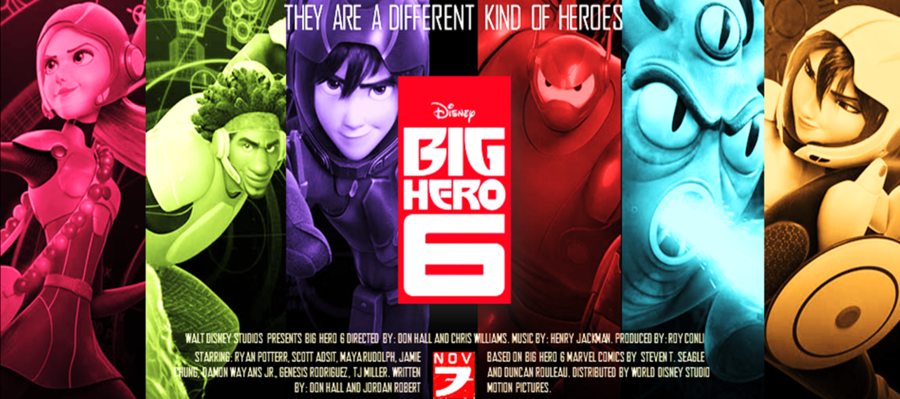 THEY ARE A DIFFERENT KIND OF HEROES
DISNEY
BIG
HERO
6
WALT DISNEY STUDIOS PRESENTS BIG HERO 6 DIRECTED BY: DON HALL AND CHRIS WILLIAMS. MUSIC BY: HENRY JACKMAN. PRODUCED BY: ROY CONLI
STARRING: RYAN POTTERR, SCOTT ADSIT, MAYA RUDOLPH, JAMIE
CHUNG, DAMON WAYANS JR., GENESIS RODRIGUEZ, TJ MILLER. WRITTEN
BY: DON HALL AND JORDAN ROBERT
NOV
7
BASED ON BIG HERO 6 MARVEL COMICS BY STEVEN T. SEAGLE
AND DUNCAN ROULEAU. DISTRIBUTED BY WORLD DISNEY STUDIO
MOTION PICTURES.